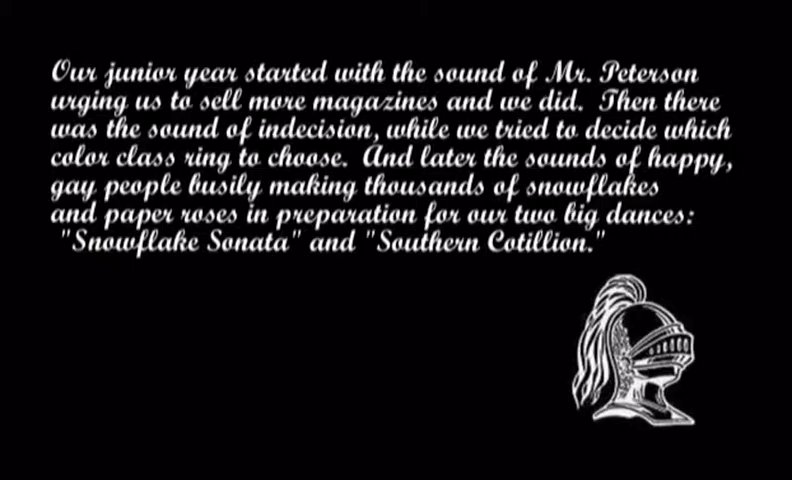 Our junior year started with the sound of Mr. Peterson
urging us to sell more magazines and we did. Then there
was the sound of indecision, while we tried to decide which
color class ring to choose. And later the sounds of happy,
gay people busily making thousands of snowflakes
and paper roses in preparation for our two big dances:
"Snowflake Sonata" and "Southern Cotillion."